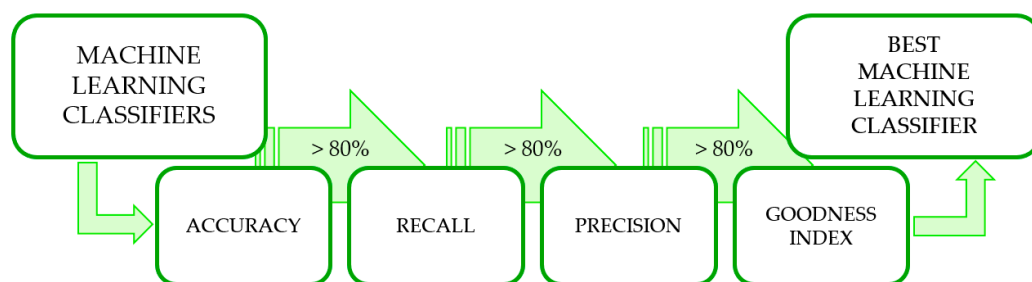 MACHINE
LEARNING
CLASSIFIERS
BEST
MACHINE
LEARNING
CLASSIFIER
> 80%
> 80%
> 80%
ACCURACY
RECALL
PRECISION
GOODNESS
INDEX